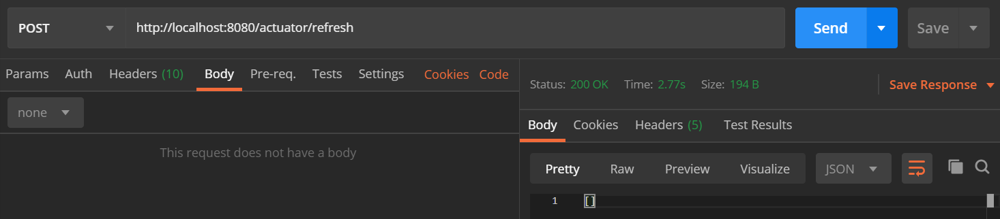 POST http://localhost:8080/actuator/refresh Send Save
Params Auth Headers (10) Body Pre-req. Tests Settings Cookies Code
none
This request does not have a body
Status: 200 OK Time: 2.77s Size: 194 B Save Response
Body Cookies Headers (5) Test Results
Pretty Raw Preview Visualize JSON
1 []